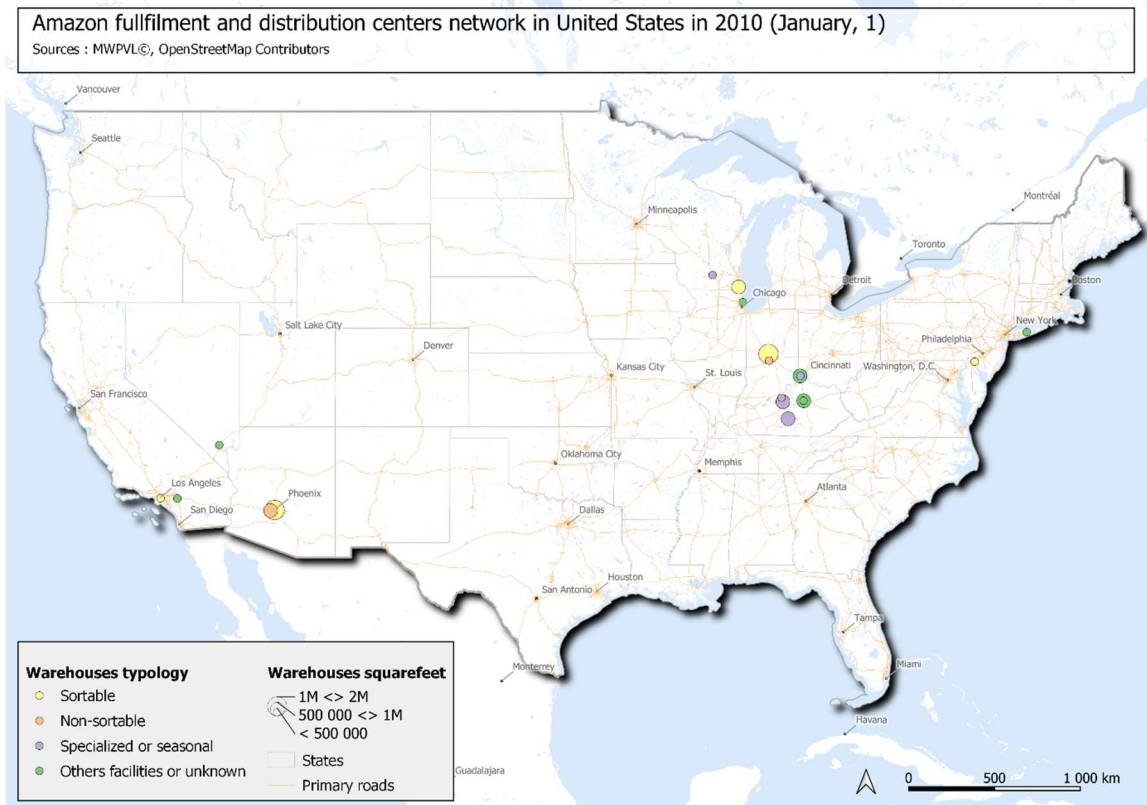 Amazon fullfilment and distribution centers network in United States in 2010 (January, 1)
Sources : MWPVL©, OpenStreetMap Contributors
Vancouver
Seattle
Montréal
Minneapolis
Toronto
Boston
Detroit
Chicago
New York
Salt Lake City
Philadelphia
Denver
Cincinnati
Washington, D.C.
Kansas City
St. Louis
San Francisco
Oklahoma City
Memphis
Los Angeles
Phoenix
Atlanta
San Diego
Dallas
Houston
San Antonio
Tampa
Monterrey
Miami
Havana
Guadalajara
Warehouses typology
Sortable
Non-sortable
Specialized or seasonal
Others facilities or unknown
Warehouses squarefeet
1M <> 2M
500 000 <> 1M
< 500 000
States
Primary roads
0 500 1 000 km